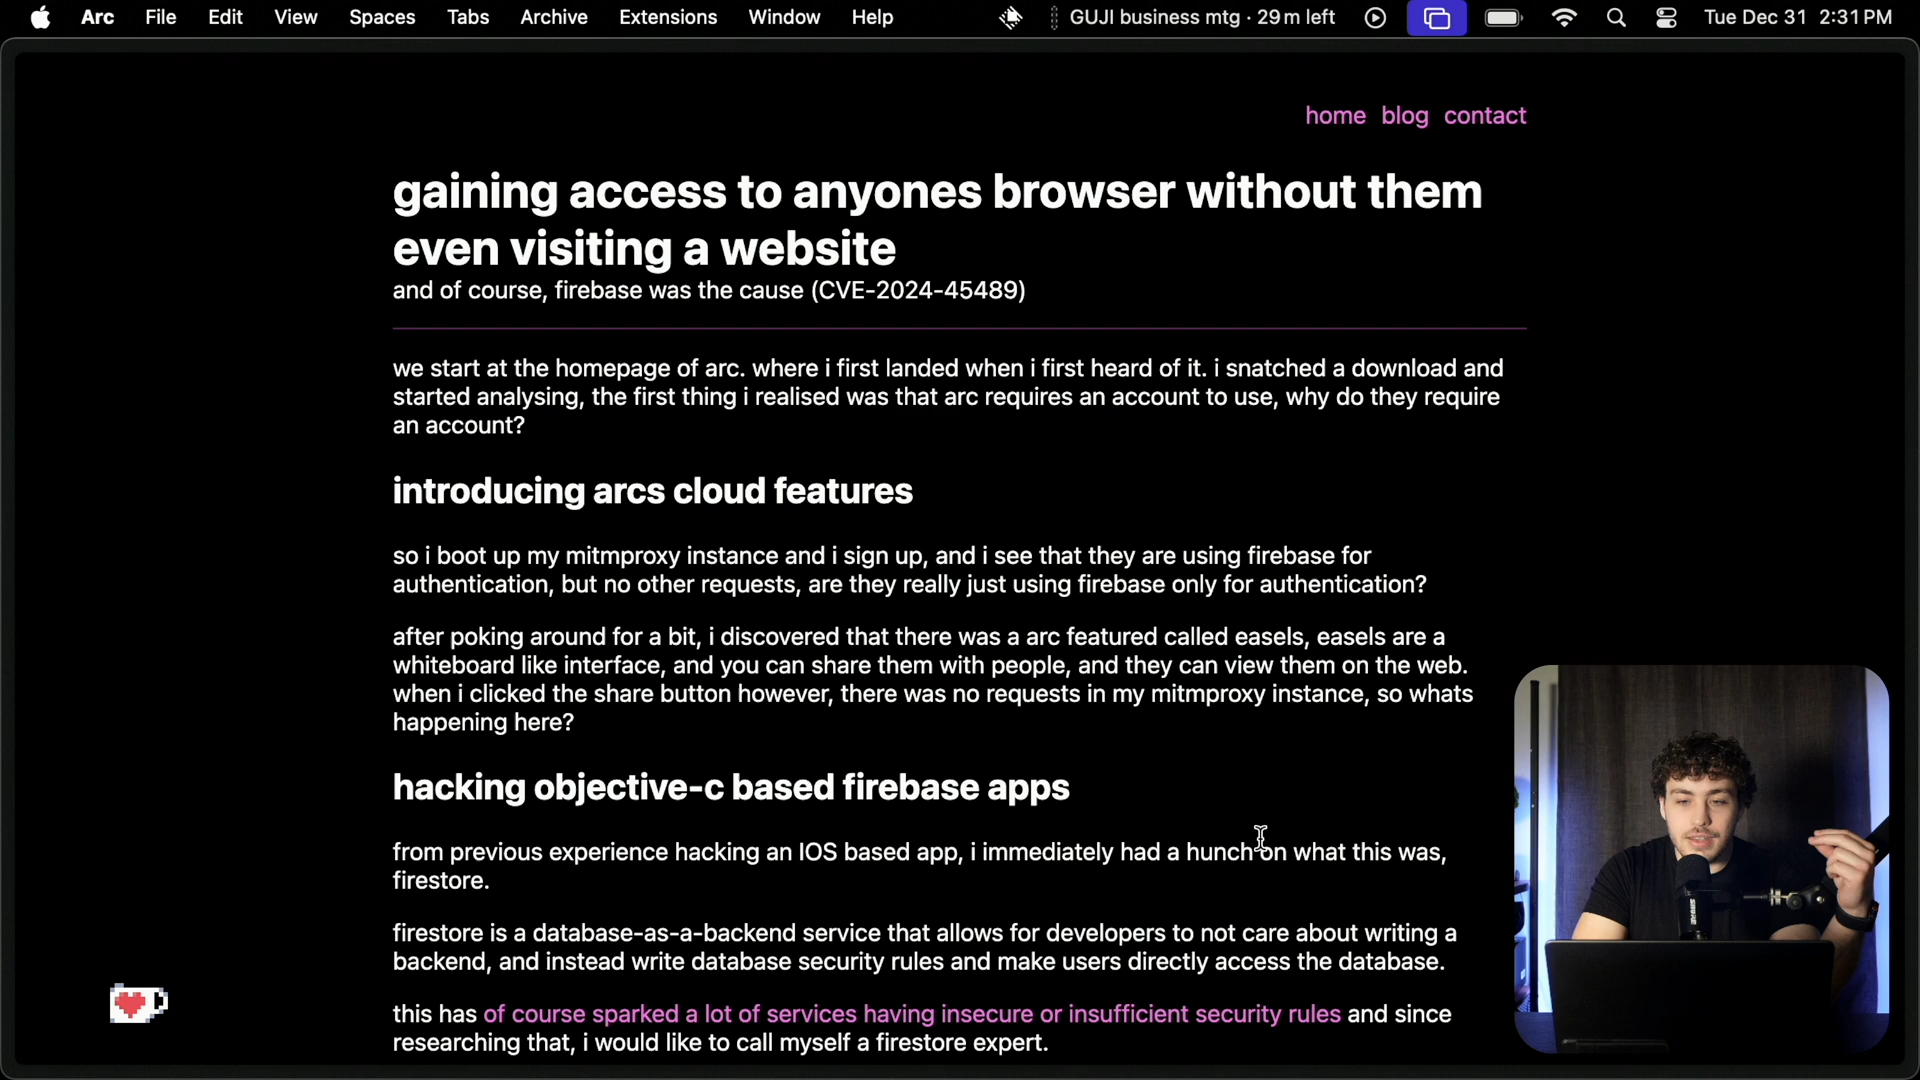 Arc File Edit View Spaces Tabs Archive Extensions Window Help GUJI business mtg · 29 m left Tue Dec 31 2:31 PM
home blog contact
gaining access to anyones browser without them
even visiting a website
and of course, firebase was the cause (CVE-2024-45489)
we start at the homepage of arc. where i first landed when i first heard of it. i snatched a download and
started analysing, the first thing i realised was that arc requires an account to use, why do they require
an account?
introducing arcs cloud features
so i boot up my mitmproxy instance and i sign up, and i see that they are using firebase for
authentication, but no other requests, are they really just using firebase only for authentication?
after poking around for a bit, i discovered that there was a arc featured called easels, easels are a
whiteboard like interface, and you can share them with people, and they can view them on the web.
when i clicked the share button however, there was no requests in my mitmproxy instance, so whats
happening here?
hacking objective-c based firebase apps
from previous experience hacking an IOS based app, i immediately had a hunch on what this was,
firestore.
firestore is a database-as-a-backend service that allows for developers to not care about writing a
backend, and instead write database security rules and make users directly access the database.
this has of course sparked a lot of services having insecure or insufficient security rules and since
researching that, i would like to call myself a firestore expert.